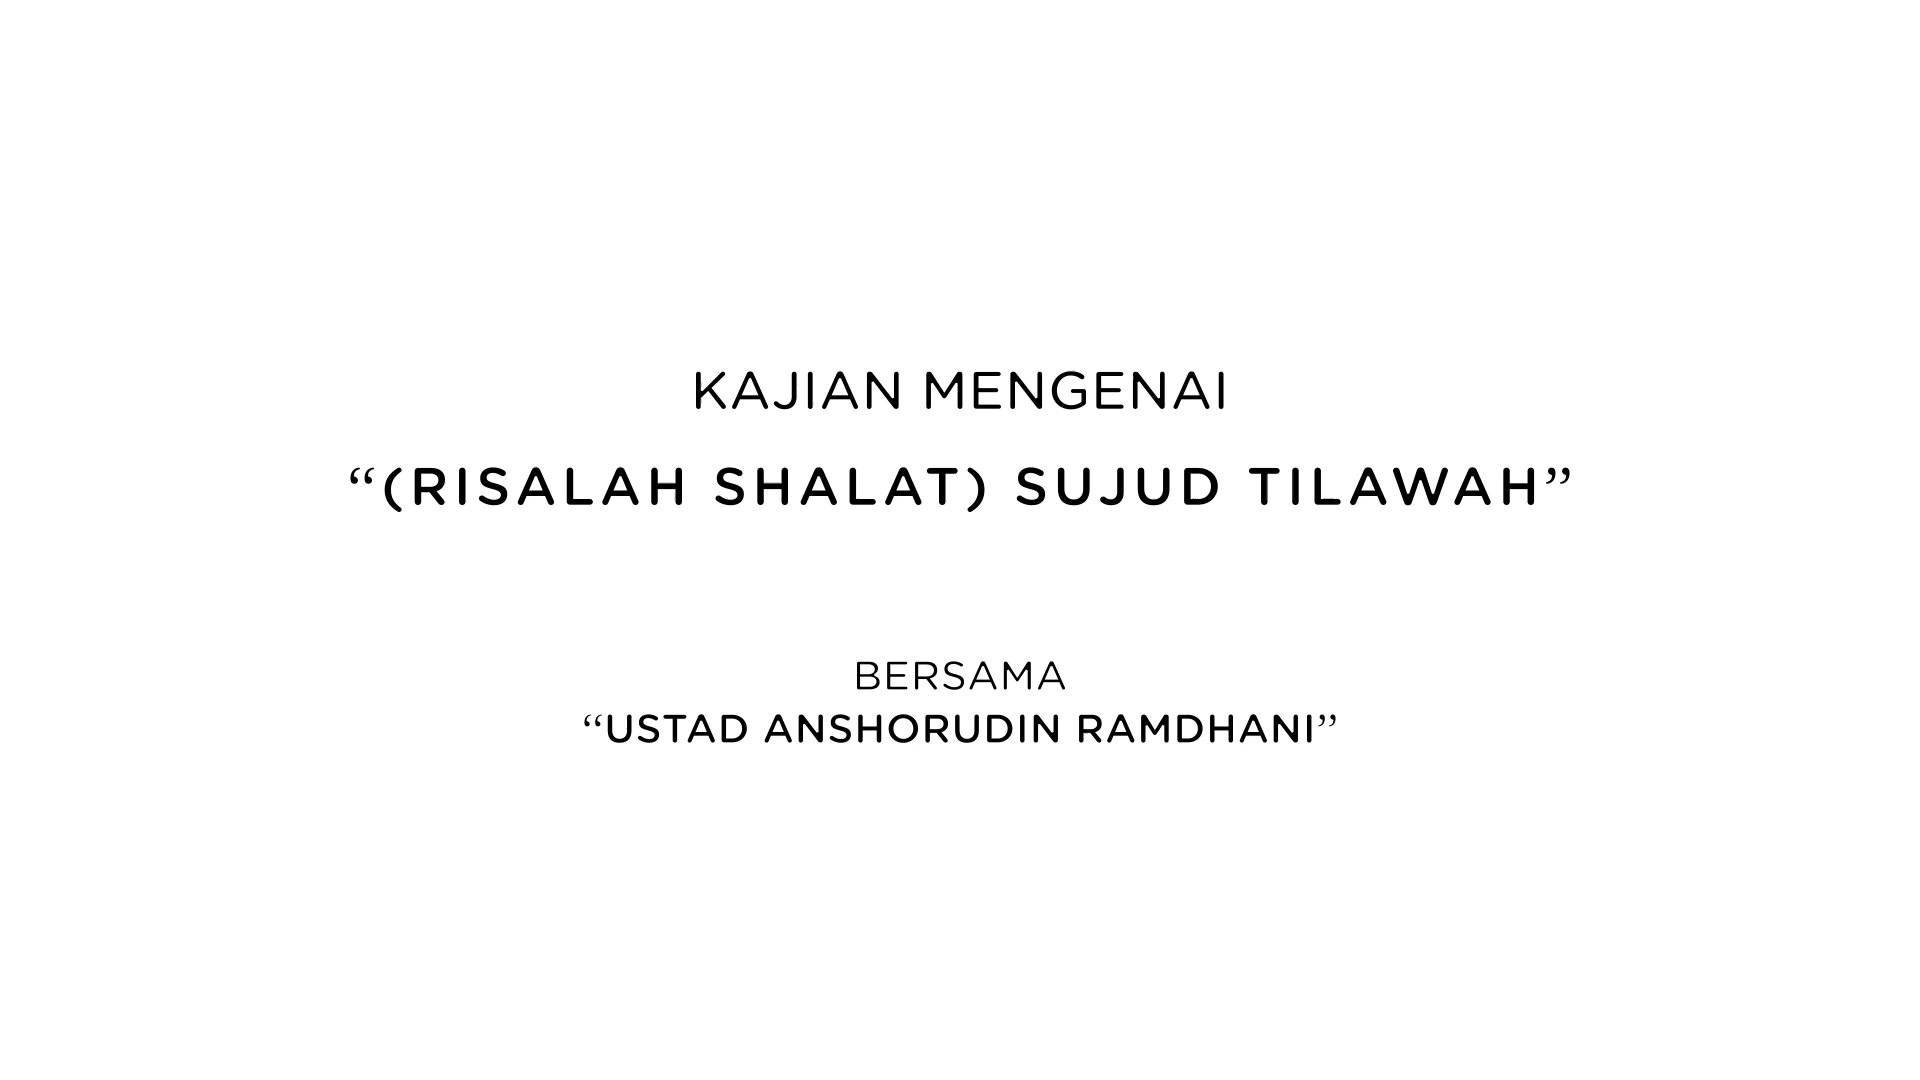 KAJIAN MENGENAI
“(RISALAH SHALAT) SUJUD TILAWAH”
BERSAMA
“USTAD ANSHORUDIN RAMDHANI”